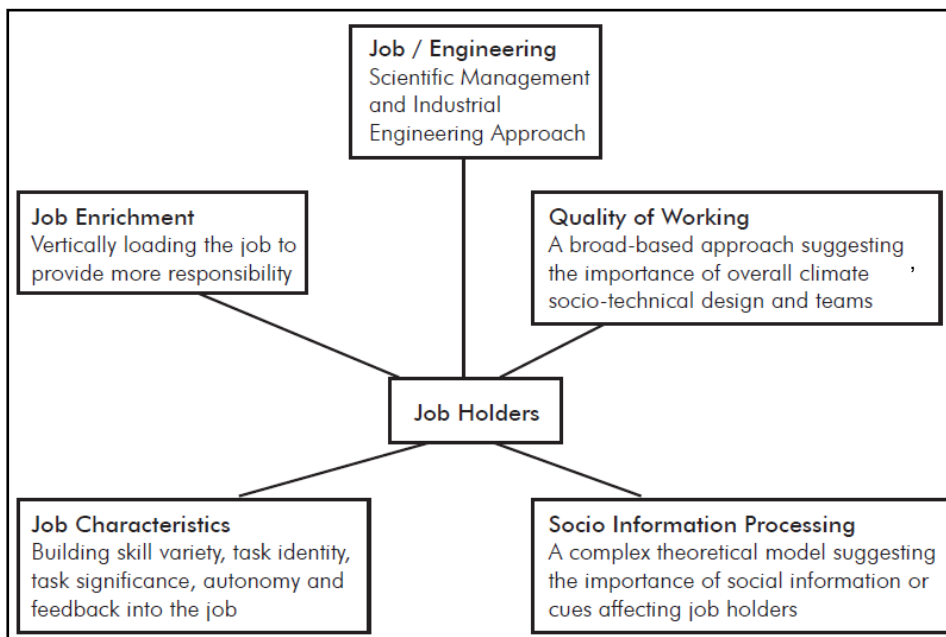 Job / Engineering
Scientific Management
and Industrial
Engineering Approach
Job Enrichment
Vertically loading the job to
provide more responsibility
Quality of Working
A broad-based approach suggesting
the importance of overall climate ,
socio-technical design and teams
Job Holders
Job Characteristics
Building skill variety, task identity,
task significance, autonomy and
feedback into the job
Socio Information Processing
A complex theoretical model suggesting
the importance of social information or
cues affecting job holders